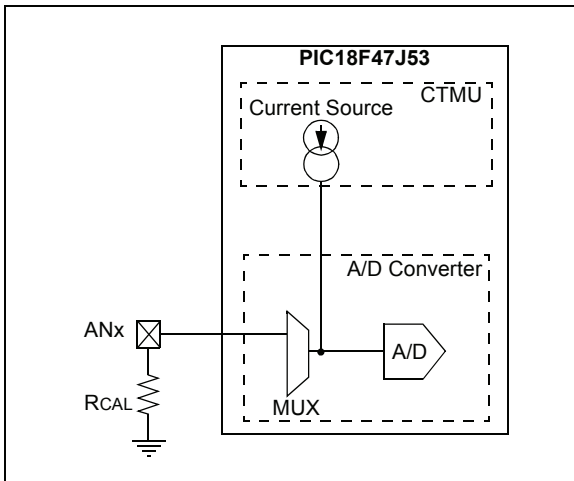 PIC18F47J53
CTMU
Current Source
A/D Converter
ANx
A/D
RCAL
MUX